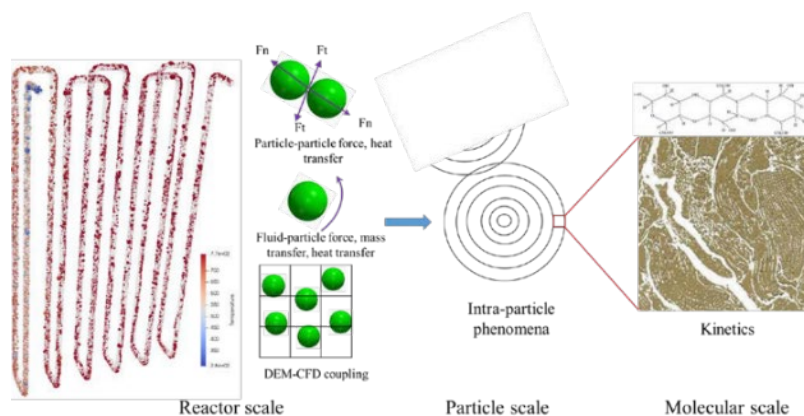 Fn
Ft
Ft
Fn
Particle-particle force, heat
transfer
Fluid-particle force, mass
transfer, heat transfer
DEM-CFD coupling
Temperature
Intra-particle
phenomena
Kinetics
Reactor scale
Particle scale
Molecular scale